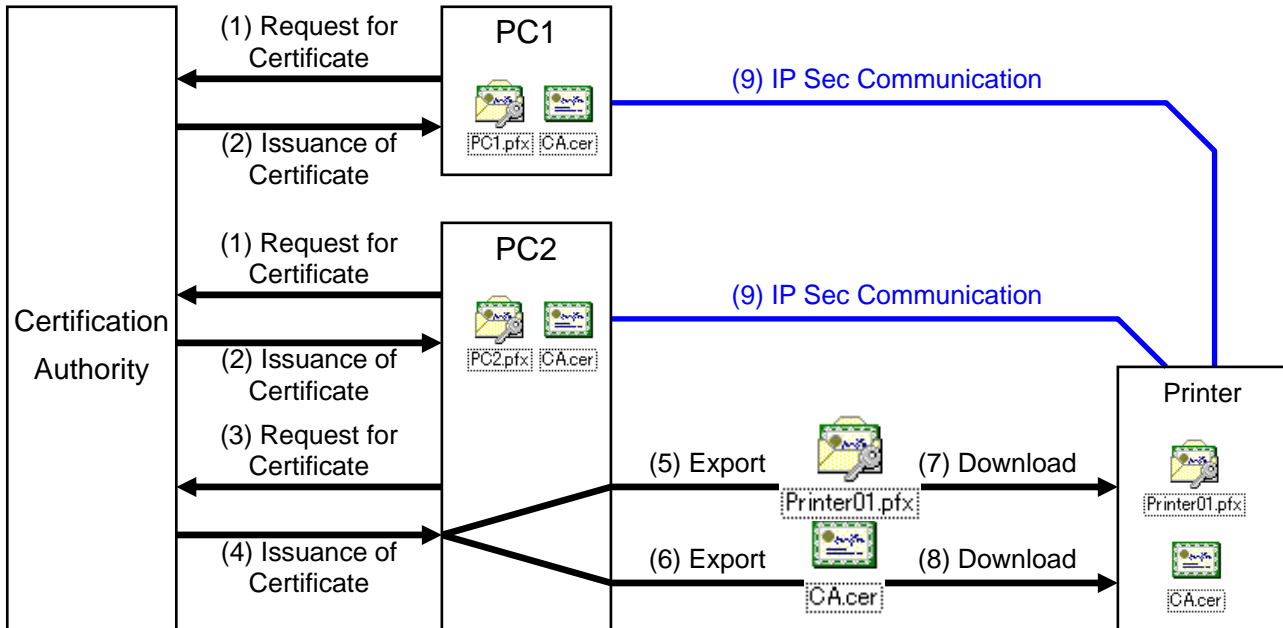 (1) Request for
Certificate
PC1
(9) IP Sec Communication
PC1.pfx
CA.cer
(2) Issuance of
Certificate
(1) Request for
Certificate
PC2
(9) IP Sec Communication
Certification
Authority
PC2.pfx
CA.cer
(2) Issuance of
Certificate
Printer
(3) Request for
Certificate
(5) Export
(7) Download
Printer01.pfx
Printer01.pfx
(4) Issuance of
Certificate
(6) Export
(8) Download
CA.cer
CA.cer